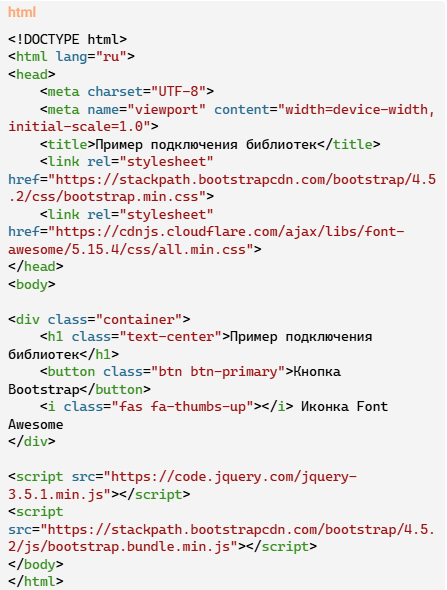 html
<!DOCTYPE html>
<html lang="ru">
<head>
    <meta charset="UTF-8">
    <meta name="viewport" content="width=device-width,
initial-scale=1.0">
    <title>Пример подключения библиотек</title>
    <link rel="stylesheet"
href="https://stackpath.bootstrapcdn.com/bootstrap/4.5
.2/css/bootstrap.min.css">
    <link rel="stylesheet"
href="https://cdnjs.cloudflare.com/ajax/libs/font-
awesome/5.15.4/css/all.min.css">
</head>
<body>

<div class="container">
    <h1 class="text-center">Пример подключения
библиотек</h1>
    <button class="btn btn-primary">Кнопка
Bootstrap</button>
    <i class="fas fa-thumbs-up"></i> Иконка Font
Awesome
</div>

<script src="https://code.jquery.com/jquery-
3.5.1.min.js"></script>
<script
src="https://stackpath.bootstrapcdn.com/bootstrap/4.5.
2/js/bootstrap.bundle.min.js"></script>
</body>
</html>